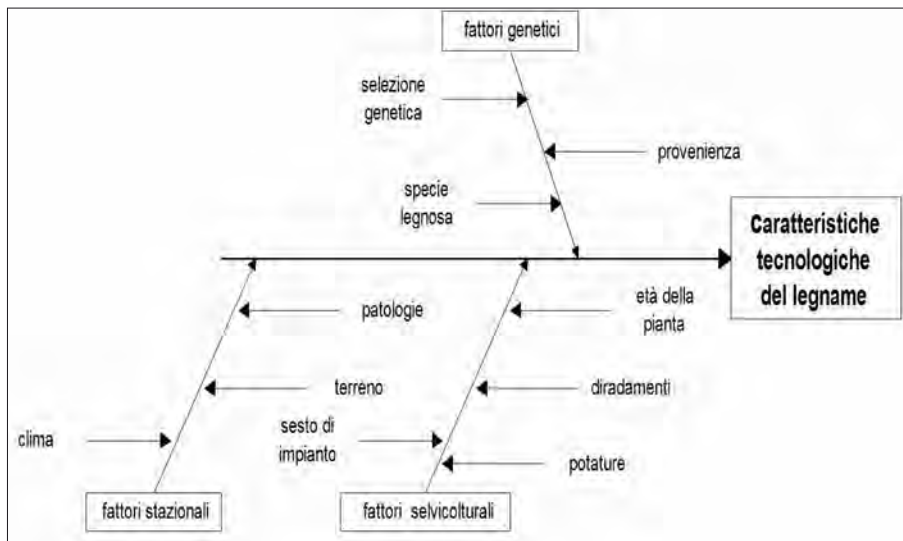 fattori genetici
selezione
genetica
provenienza
specie
legnosa
Caratteristiche
tecnologiche
del legname
patologie
età della
pianta
terreno
diradamenti
clima
sesto di
impianto
potature
fattori stazionali
fattori selvicolturali